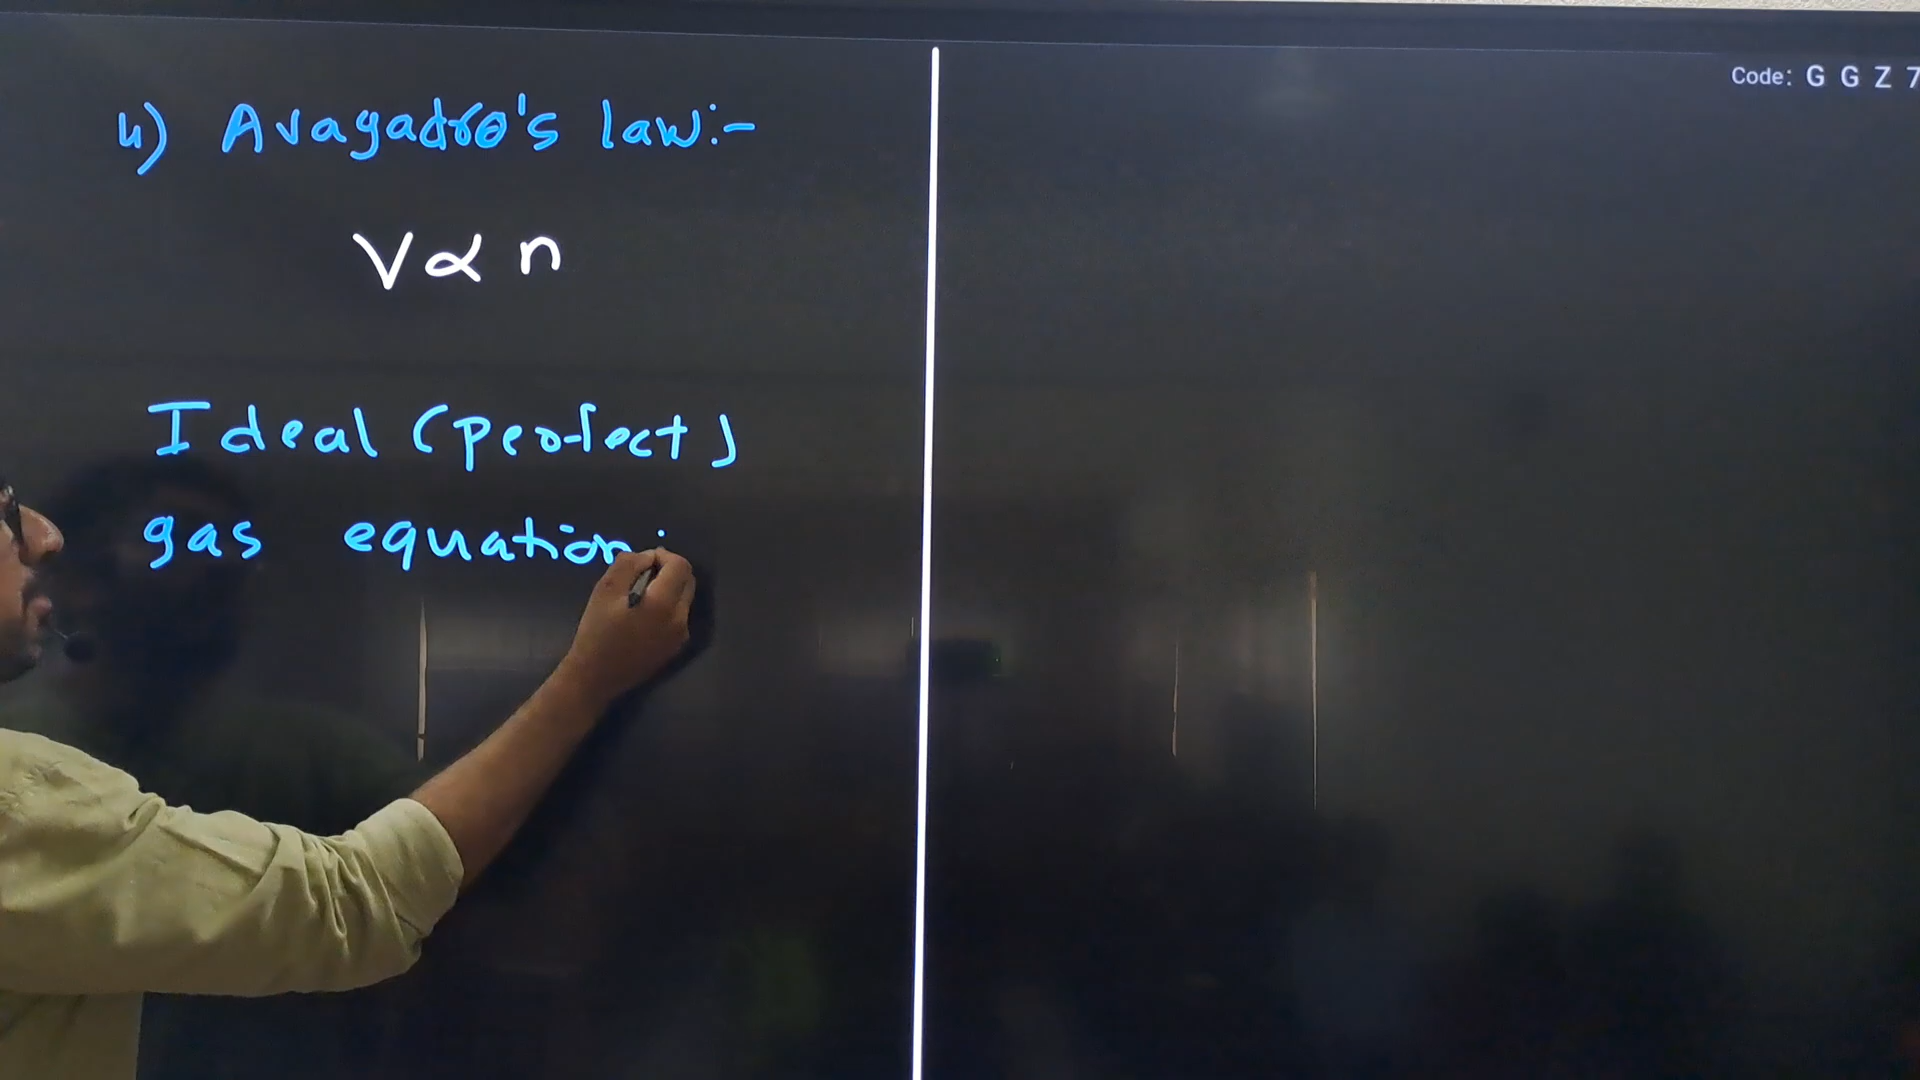 4) Avagadro's law:-
V ∝ n
Ideal (perfect)
gas equation:
Code: G G Z 7